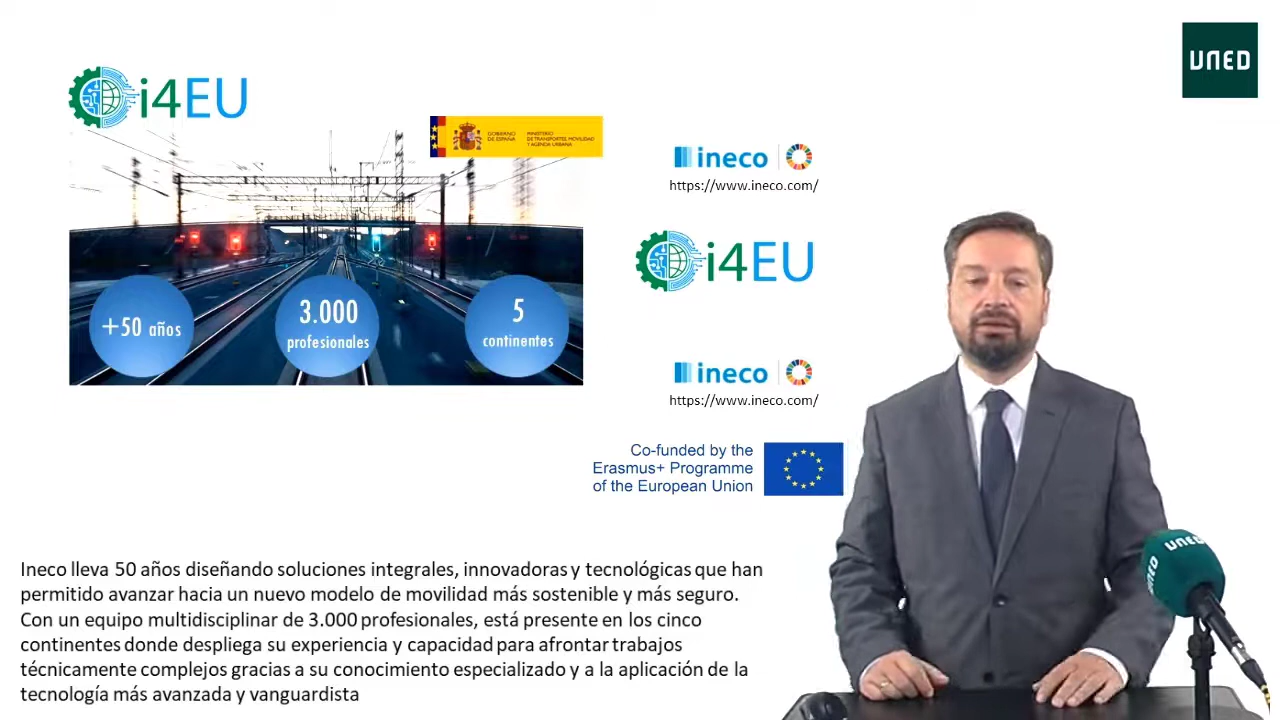 UNED
i4EU
GOBIERNO
DE ESPAÑA
MINISTERIO
DE TRANSPORTES, MOVILIDAD
Y AGENDA URBANA
ineco
https://www.ineco.com/
i4EU
+50 años
3.000
profesionales
5
continentes
ineco
https://www.ineco.com/
Co-funded by the
Erasmus+ Programme
of the European Union
Ineco lleva 50 años diseñando soluciones integrales, innovadoras y tecnológicas que han
permitido avanzar hacia un nuevo modelo de movilidad más sostenible y más seguro.
Con un equipo multidisciplinar de 3.000 profesionales, está presente en los cinco
continentes donde despliega su experiencia y capacidad para afrontar trabajos
técnicamente complejos gracias a su conocimiento especializado y a la aplicación de la
tecnología más avanzada y vanguardista
UNED
UNED